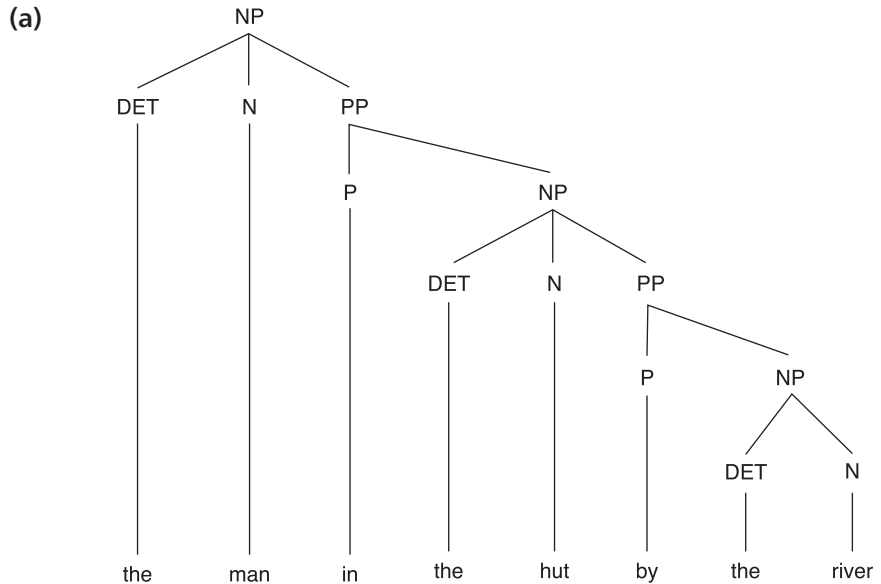 (a)
NP
DET N PP
P NP
DET N PP
P NP
DET N
the man in the hut by the river